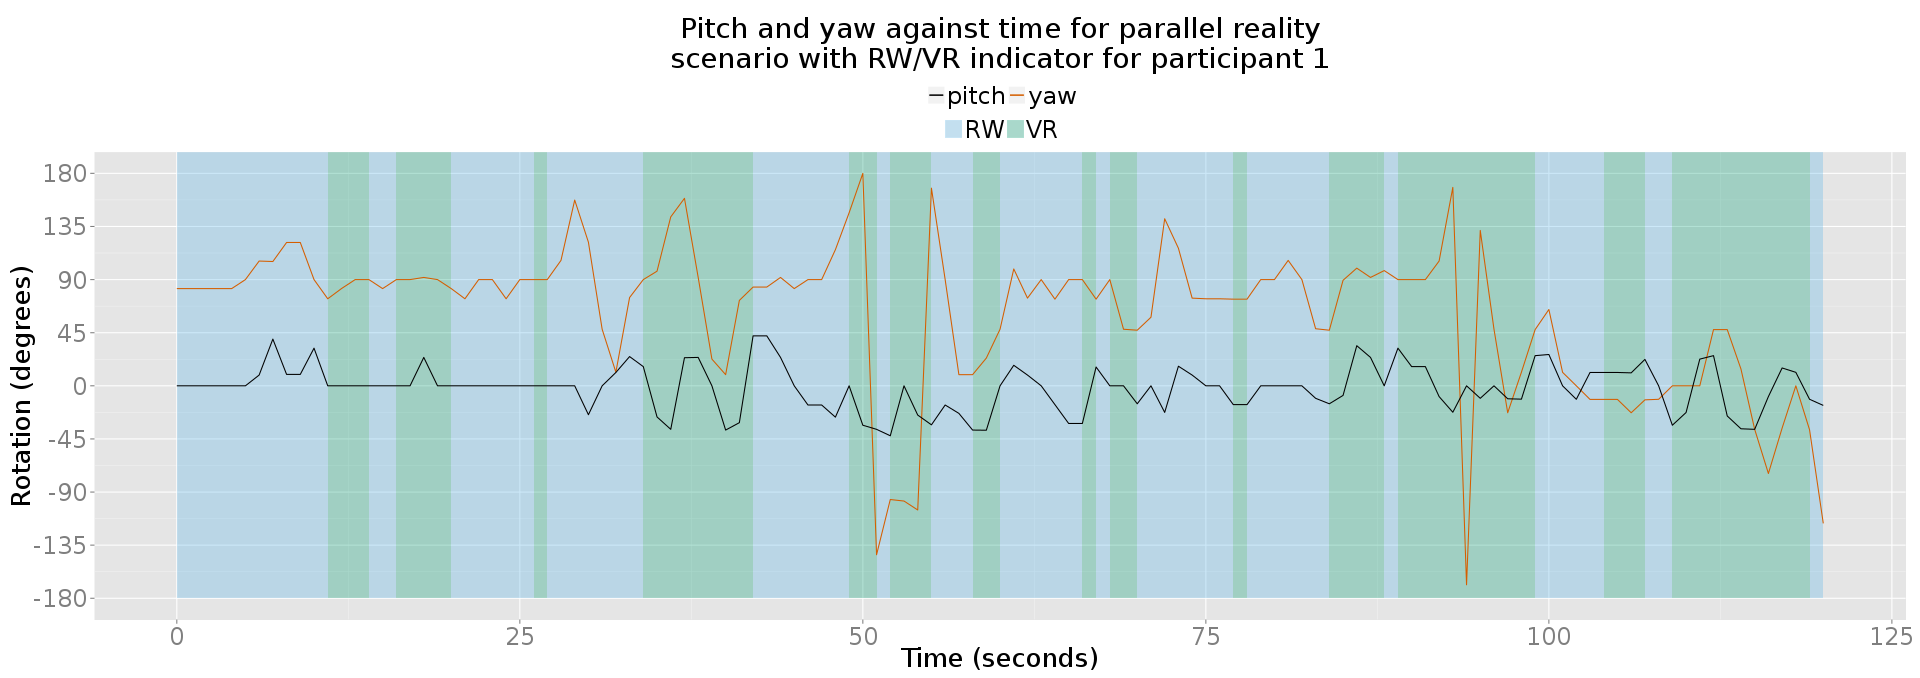 Pitch and yaw against time for parallel reality
scenario with RW/VR indicator for participant 1
pitch yaw
RW VR
Rotation (degrees)
180
135
90
45
0
-45
-90
-135
-180
0 25 50 75 100 125
Time (seconds)